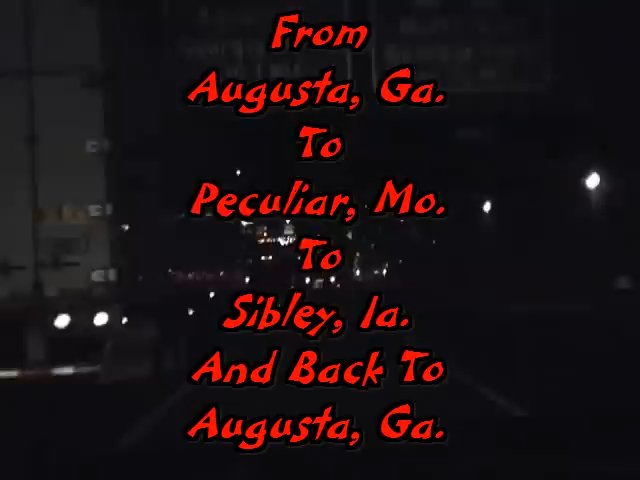 From
Augusta, Ga.
To
Peculiar, Mo.
To
Sibley, Ia.
And Back To
Augusta, Ga.